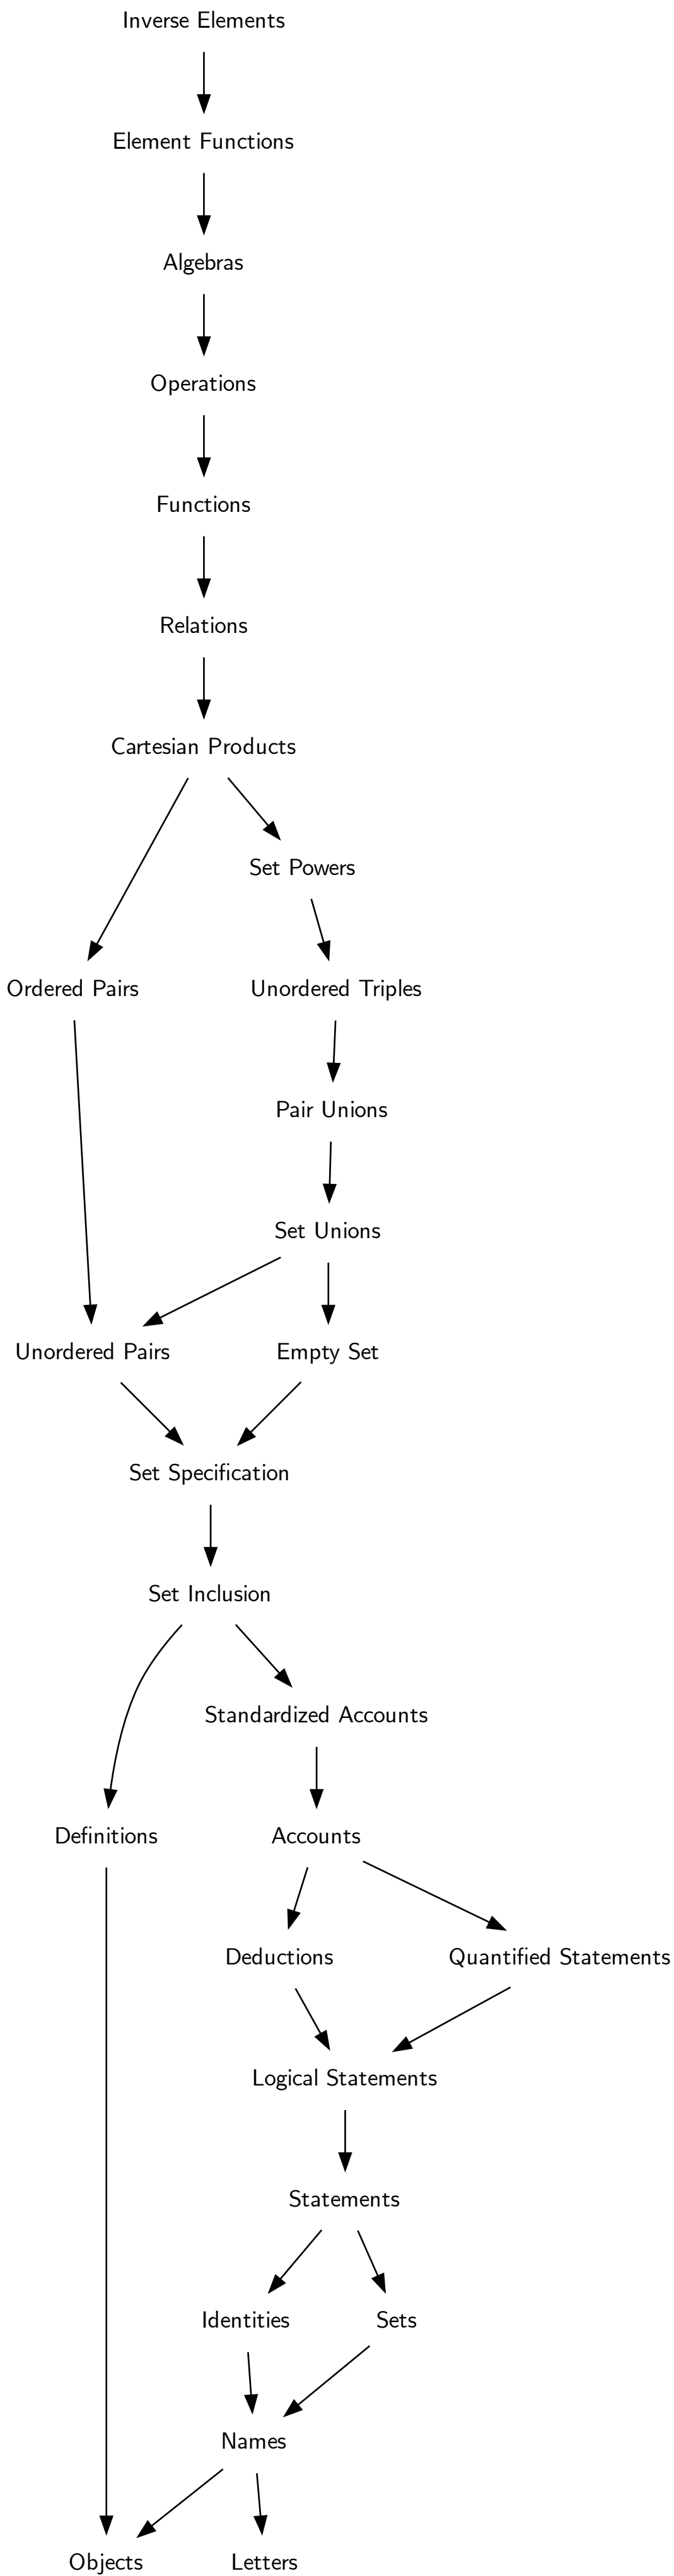 Inverse Elements
Element Functions
Algebras
Operations
Functions
Relations
Cartesian Products
Set Powers
Ordered Pairs
Unordered Triples
Pair Unions
Set Unions
Unordered Pairs
Empty Set
Set Specification
Set Inclusion
Standardized Accounts
Definitions
Accounts
Deductions
Quantified Statements
Logical Statements
Statements
Identities
Sets
Names
Objects
Letters